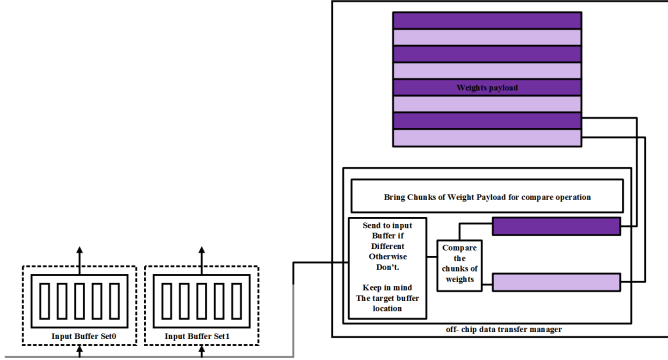 Weights payload
Bring Chunks of Weight Payload for compare operation
Send to input
Buffer if
Different
Otherwise
Don't.
Keep in mind
The target buffer
location
Compare
the
chunks of
weights
Input Buffer Set0
Input Buffer Set1
off- chip data transfer manager